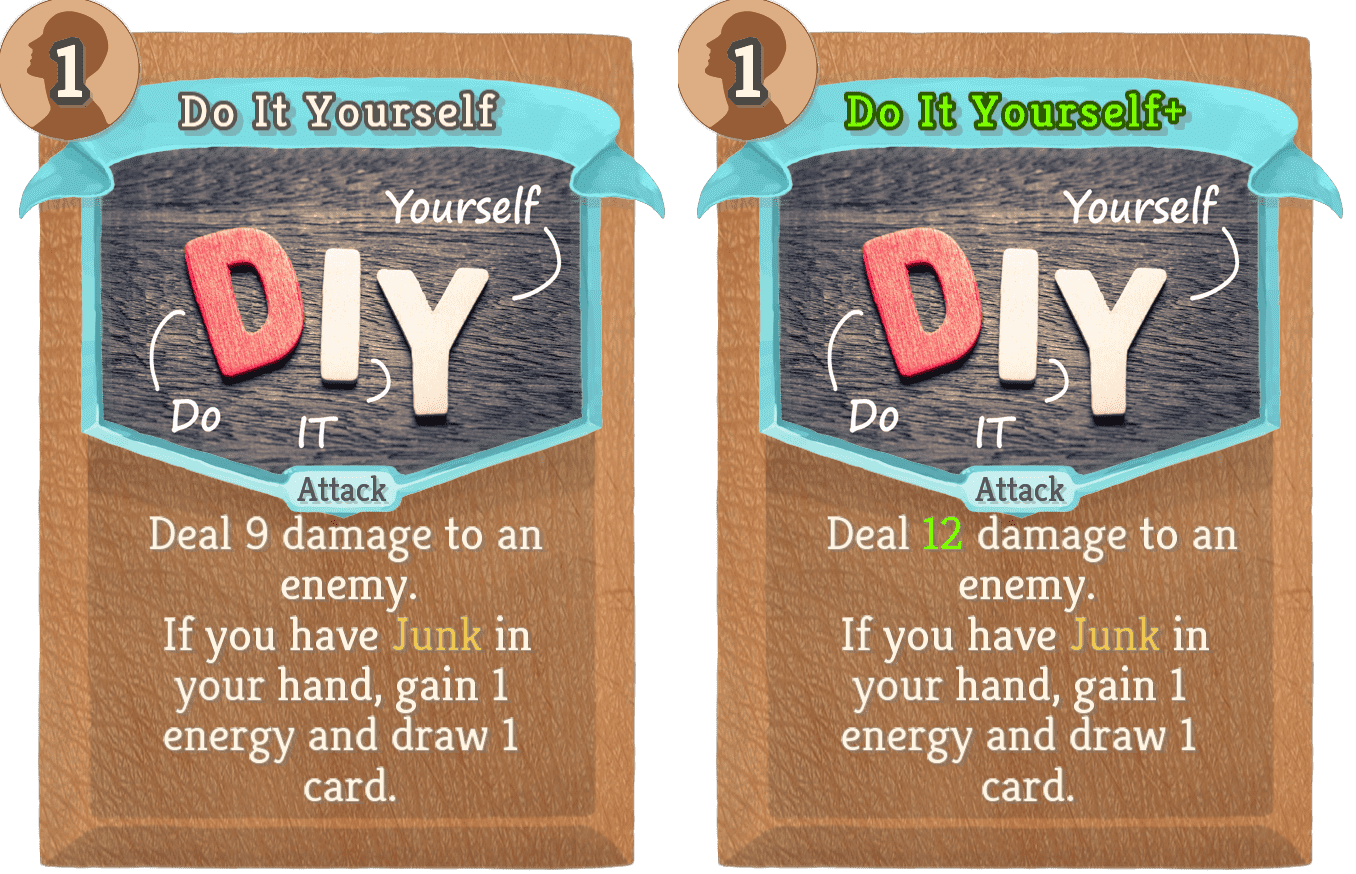 1
Do It Yourself
Yourself
DIY
Do
IT
Attack
Deal 9 damage to an
enemy.
If you have Junk in
your hand, gain 1
energy and draw 1
card.
1
Do It Yourself+
Yourself
DIY
Do
IT
Attack
Deal 12 damage to an
enemy.
If you have Junk in
your hand, gain 1
energy and draw 1
card.